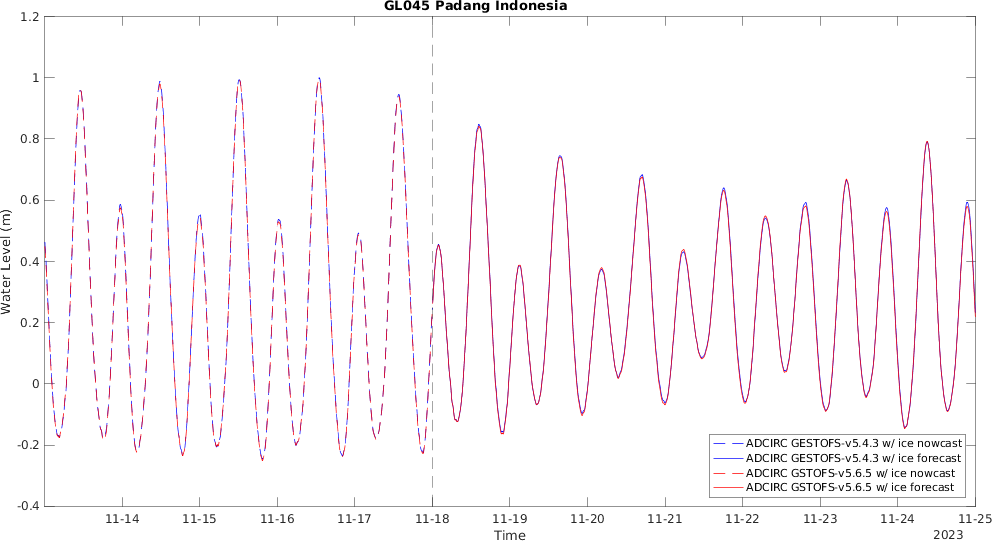 GL045 Padang Indonesia
1.2
1
0.8
0.6
0.4
0.2
0
-0.2
-0.4
Water Level (m)
ADCIRC GESTOFS-v5.4.3 w/ ice nowcast
ADCIRC GESTOFS-v5.4.3 w/ ice forecast
ADCIRC GSTOFS-v5.6.5 w/ ice nowcast
ADCIRC GSTOFS-v5.6.5 w/ ice forecast
11-14 11-15 11-16 11-17 11-18 11-19 11-20 11-21 11-22 11-23 11-24 11-25
Time
2023